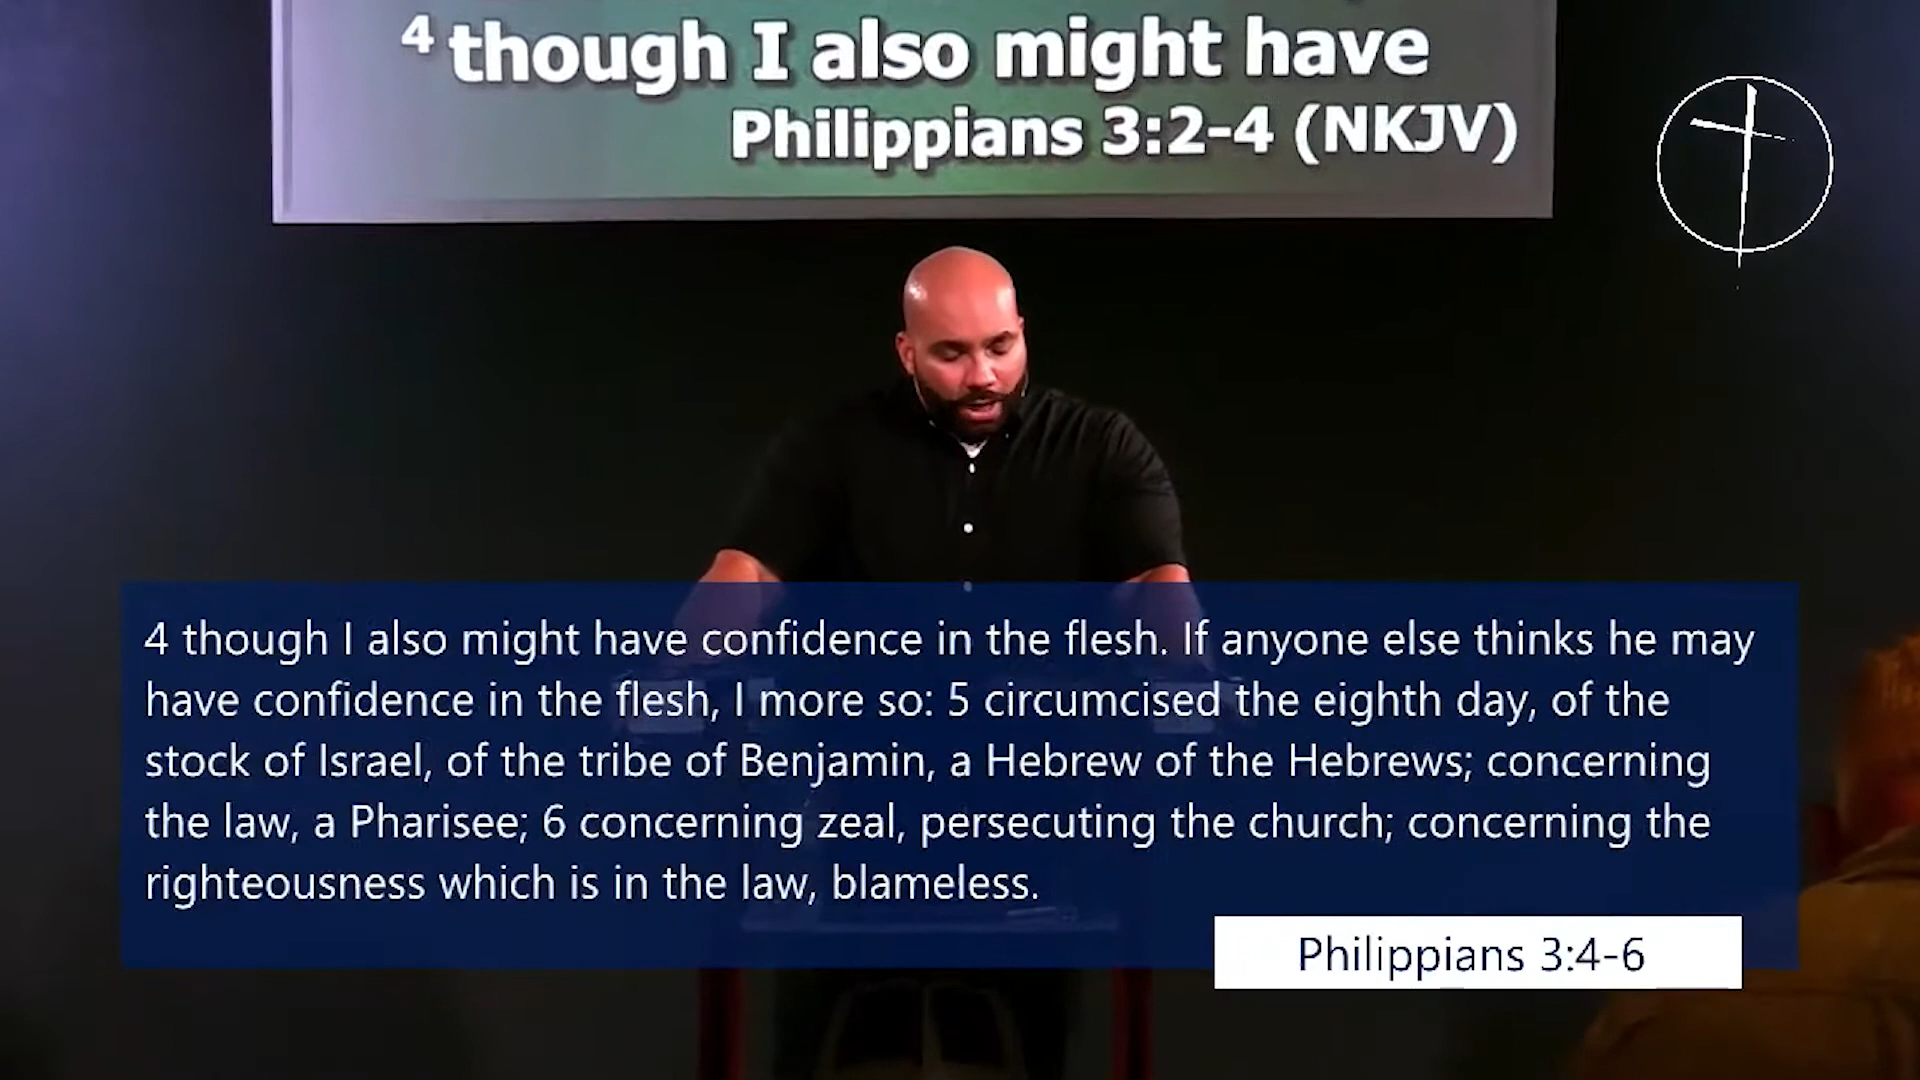 4 though I also might have
Philippians 3:2-4 (NKJV)
4 though I also might have confidence in the flesh. If anyone else thinks he may
have confidence in the flesh, I more so: 5 circumcised the eighth day, of the
stock of Israel, of the tribe of Benjamin, a Hebrew of the Hebrews; concerning
the law, a Pharisee; 6 concerning zeal, persecuting the church; concerning the
righteousness which is in the law, blameless.
Philippians 3:4-6